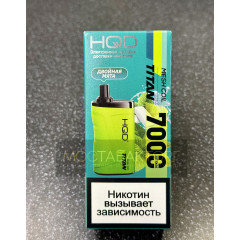 HQD
ДВОЙНАЯ
МЯТА
MESH COIL
TITAN
7000
HQD
TITAN
Никотин
вызывает
зависимость